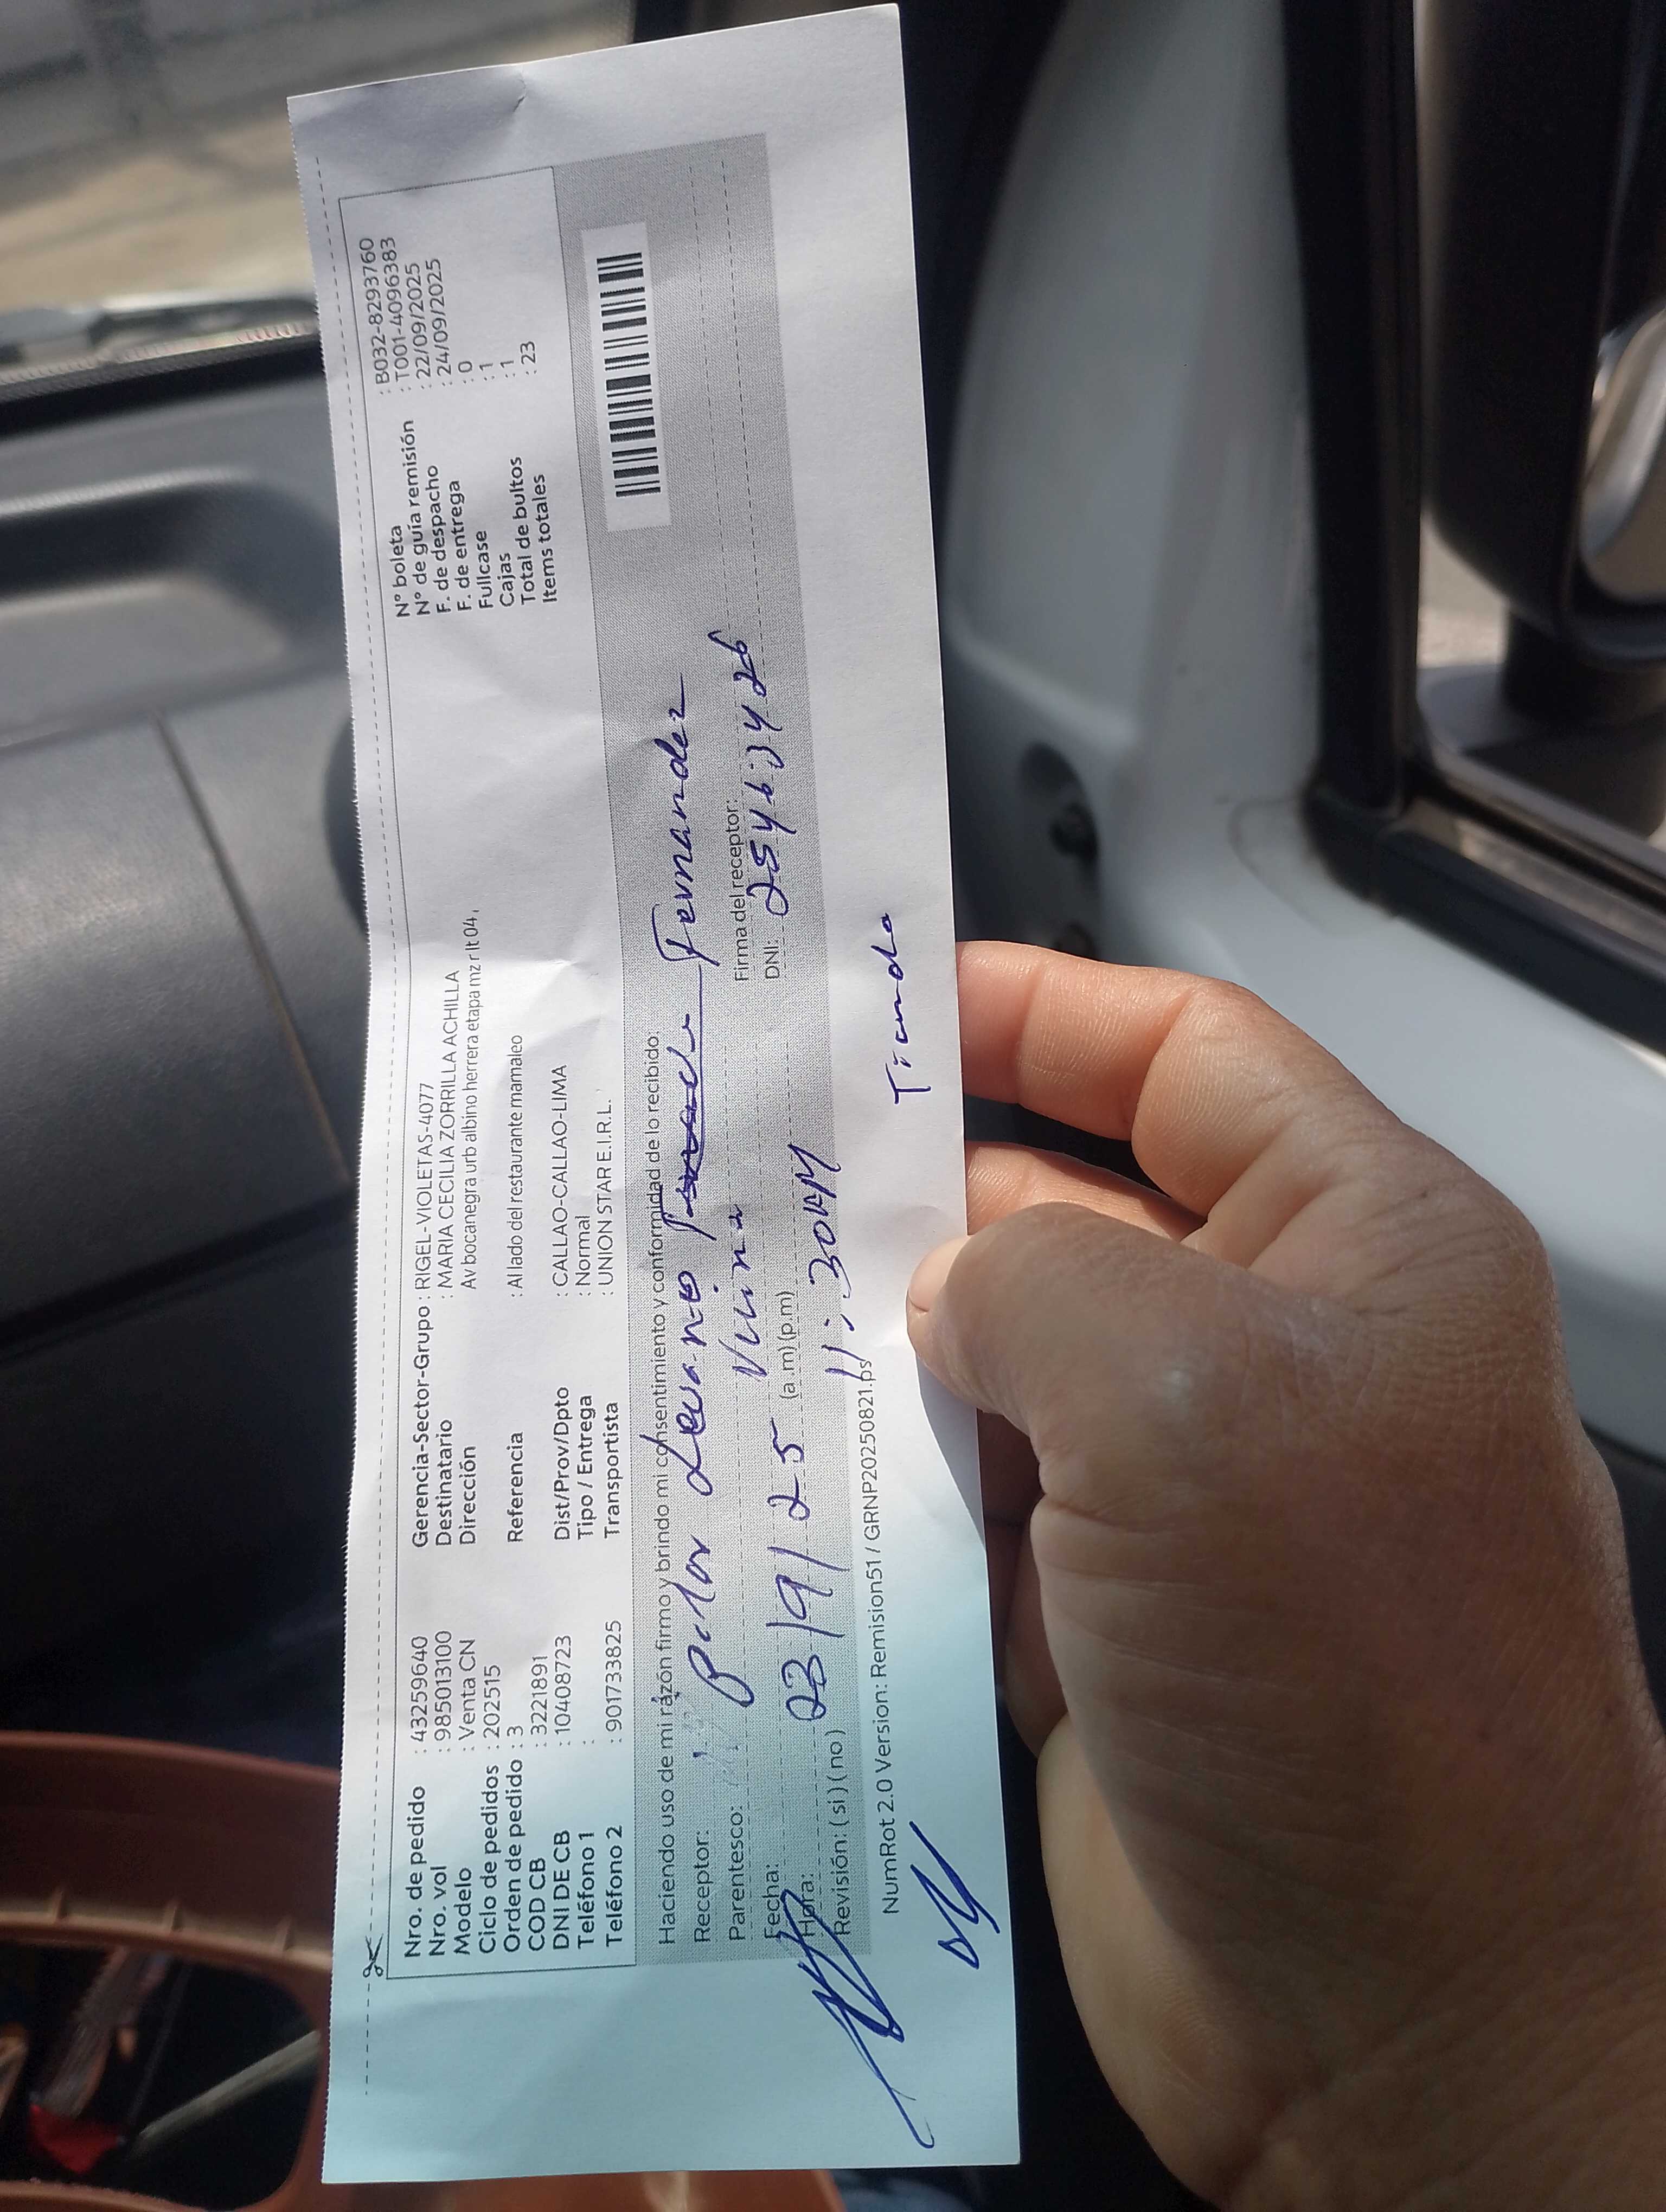 Nro. de pedido : 43259640
Nro. vol : 985013100
Modelo : Venta CN
Ciclo de pedidos : 202515
Orden de pedido : 3
COD CB : 3221891
DNI DE CB : 10408723
Teléfono 1 :
Teléfono 2 : 901733825
Gerencia-Sector-Grupo : RIGEL-VIOLETAS-4077
Destinatario : MARIA CECILIA ZORRILLA ACHILLA
Dirección Av bocanegra urb albino herrera etapa mz r lt 04 ,
Referencia : Al lado del restaurante mamaleo
Dist/Prov/Dpto : CALLAO-CALLAO-LIMA
Tipo / Entrega : Normal
Transportista : UNION STAR E.I.R.L.
N° boleta : B032-8293760
N° de guía remisión : T001-4096383
F. de despacho : 22/09/2025
F. de entrega : 24/09/2025
Fullcase : 0
Cajas : 1
Total de bultos : 1
Items totales : 23
Haciendo uso de mi razón firmo y brindo mi consentimiento y conformidad de lo recibido:
Receptor: Fernandez
Parentesco: Firma del receptor:
Fecha: 23/9/25 (a.m) (p.m) DNI:
Hora: 11:30AM
Revisión: ( si ) ( no )
NumRot 2.0 Version: Remision51 / GRNP20250821.ps